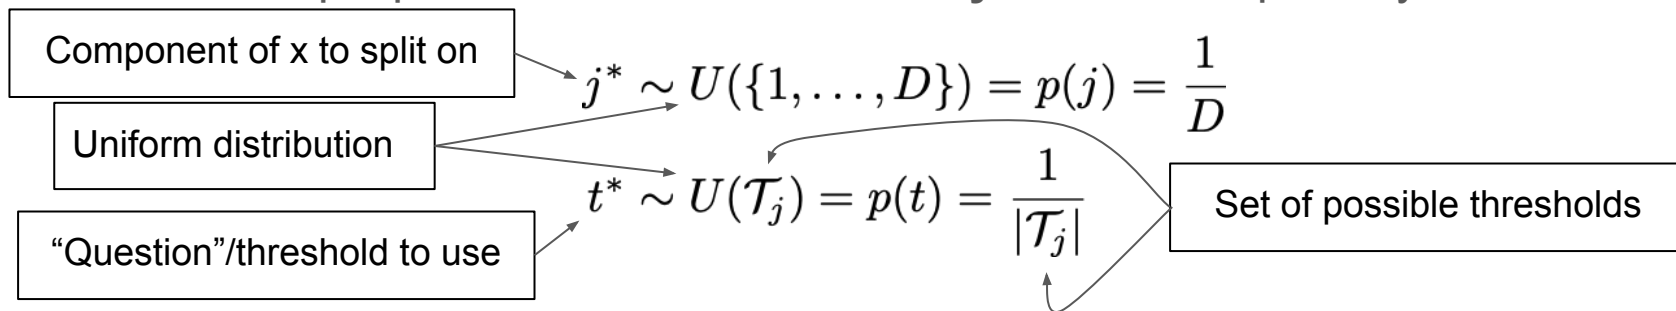 Component of x to split on
j* ∼ U({1, . . . , D}) = p(j) = 1/D
Uniform distribution
t* ∼ U(𝒯_j) = p(t) = 1/|𝒯_j|
Set of possible thresholds
“Question”/threshold to use